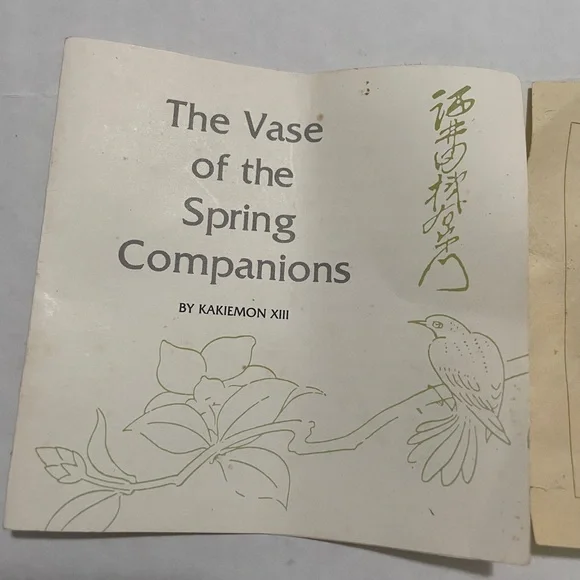 The Vase
of the
Spring
Companions
BY KAKIEMON XIII
酒井田柿右衛門